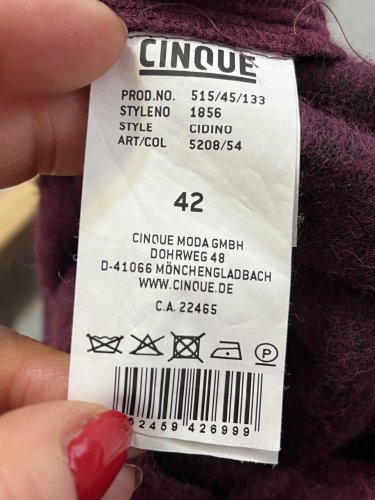 CINQUE
PROD.NO. 515/45/133
STYLENO 1856
STYLE CIDINO
ART/COL 5208/54
42
CINQUE MODA GMBH
DOHRWEG 48
D-41066 MÖNCHENGLADBACH
WWW.CINQUE.DE
C.A. 22465
P
52459 426999